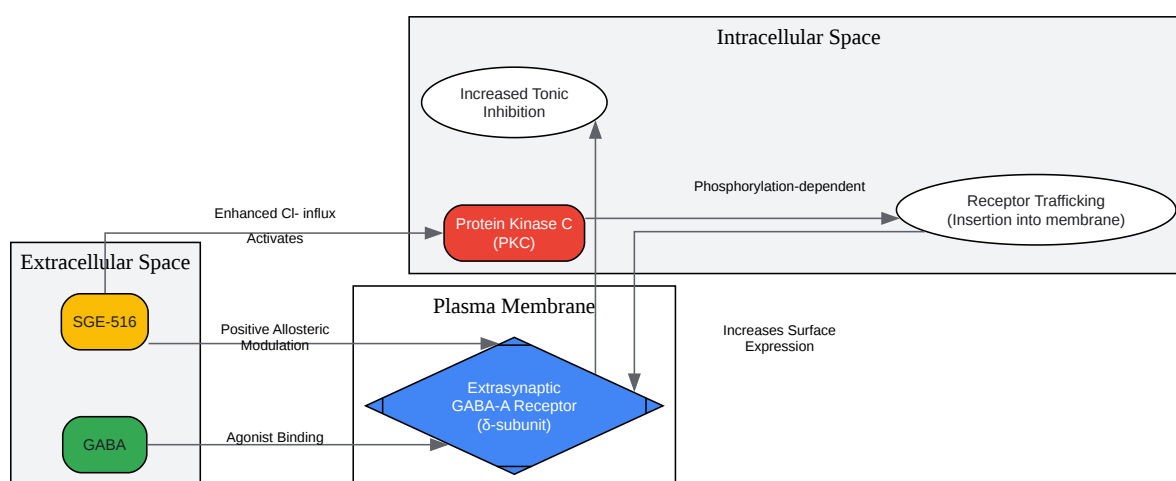 Intracellular Space
Increased Tonic
Inhibition
Phosphorylation-dependent
Receptor Trafficking
(Insertion into membrane)
Enhanced Cl- influx
Activates
Protein Kinase C
(PKC)
Extracellular Space
SGE-516
Plasma Membrane
Positive Allosteric
Modulation
Increases Surface
Expression
Extrasynaptic
GABA-A Receptor
(δ-subunit)
GABA
Agonist Binding